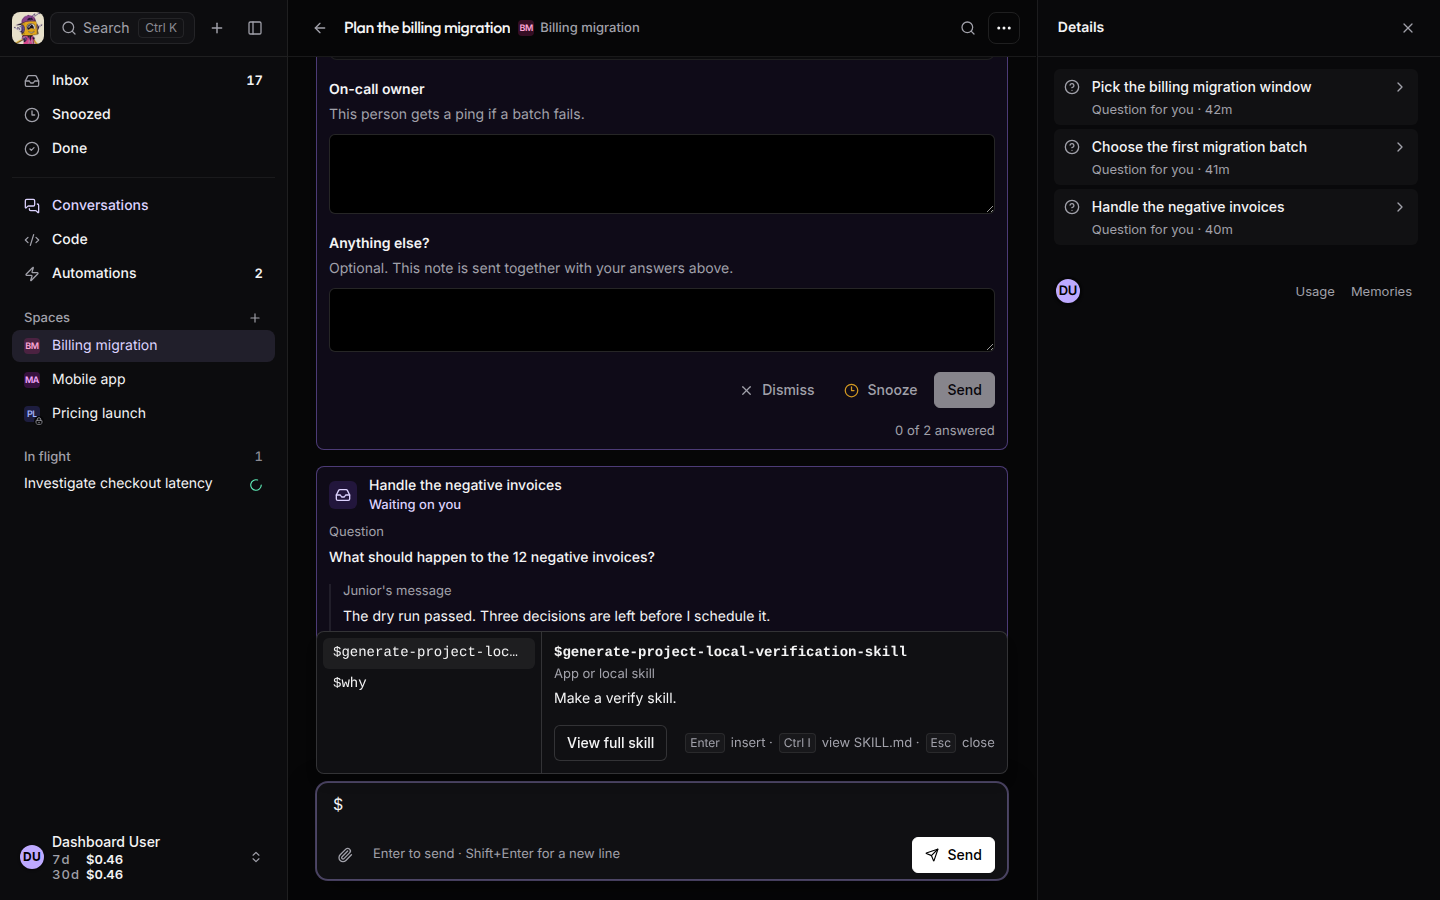 Search Ctrl K
Inbox 17
Snoozed
Done
Conversations
Code
Automations 2
Spaces
BM Billing migration
MA Mobile app
PL Pricing launch
In flight 1
Investigate checkout latency
DU Dashboard User
7d $0.46
30d $0.46
Plan the billing migration BM Billing migration
On-call owner
This person gets a ping if a batch fails.
Anything else?
Optional. This note is sent together with your answers above.
Dismiss Snooze Send
0 of 2 answered
Handle the negative invoices
Waiting on you
Question
What should happen to the 12 negative invoices?
Junior's message
The dry run passed. Three decisions are left before I schedule it.
$generate-project-loc…
$why
$generate-project-local-verification-skill
App or local skill
Make a verify skill.
View full skill Enter insert · Ctrl I view SKILL.md · Esc close
$
Enter to send · Shift+Enter for a new line Send
Details
Pick the billing migration window
Question for you · 42m
Choose the first migration batch
Question for you · 41m
Handle the negative invoices
Question for you · 40m
DU Usage Memories